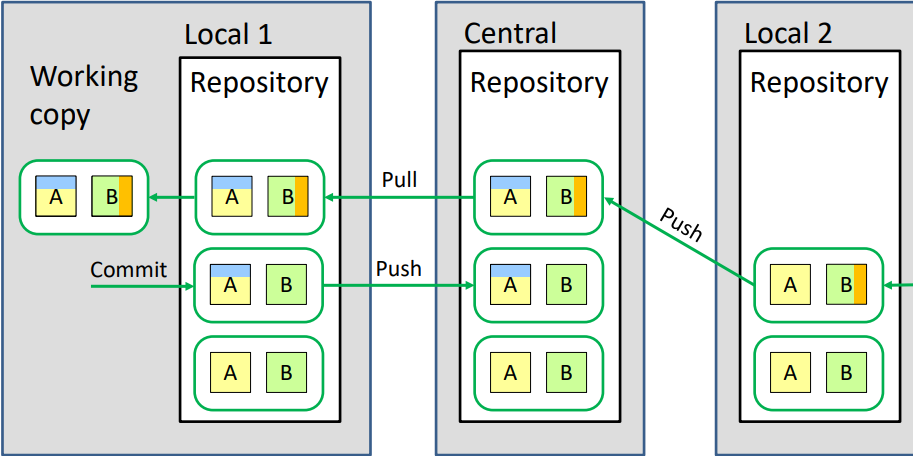 Local 1
Central
Local 2
Working
copy
Repository
Repository
Repository
A B
A B
Pull
A B
Push
Commit
A B
Push
A B
A B
A B
A B
A B